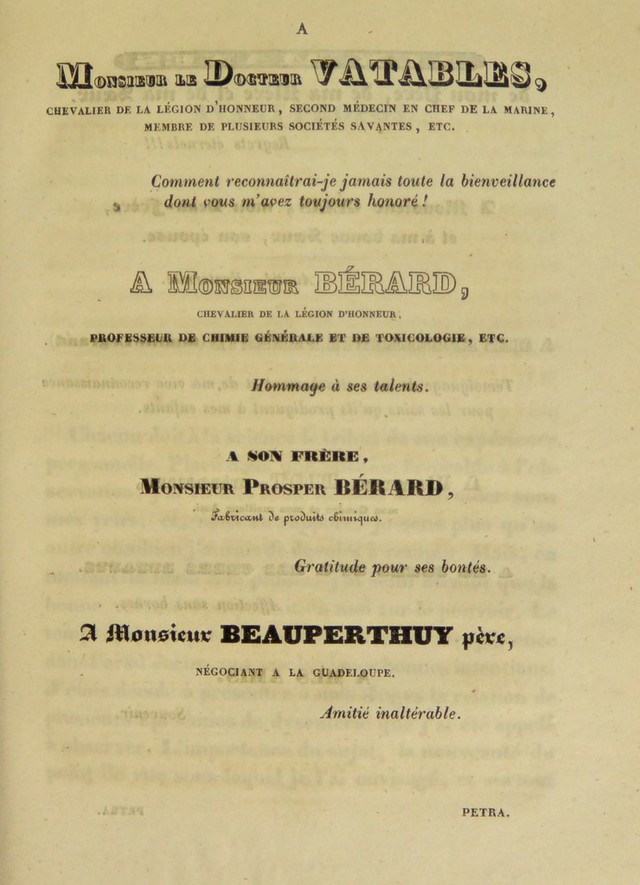 A
MONSIEUR LE DOCTEUR VATABLES,
CHEVALIER DE LA LÉGION D'HONNEUR, SECOND MÉDECIN EN CHEF DE LA MARINE,
MEMBRE DE PLUSIEURS SOCIÉTÉS SAVANTES, ETC.
Comment reconnaîtrai-je jamais toute la bienveillance
dont vous m'avez toujours honoré!
A MONSIEUR BÉRARD,
CHEVALIER DE LA LÉGION D'HONNEUR,
PROFESSEUR DE CHIMIE GÉNÉRALE ET DE TOXICOLOGIE, ETC.
Hommage à ses talents.
A SON FRÈRE,
MONSIEUR PROSPER BÉRARD,
Fabricant de produits chimiques.
Gratitude pour ses bontés.
A Monsieur BEAUPERTHUY père,
NÉGOCIANT A LA GUADELOUPE.
Amitié inaltérable.
PETRA.